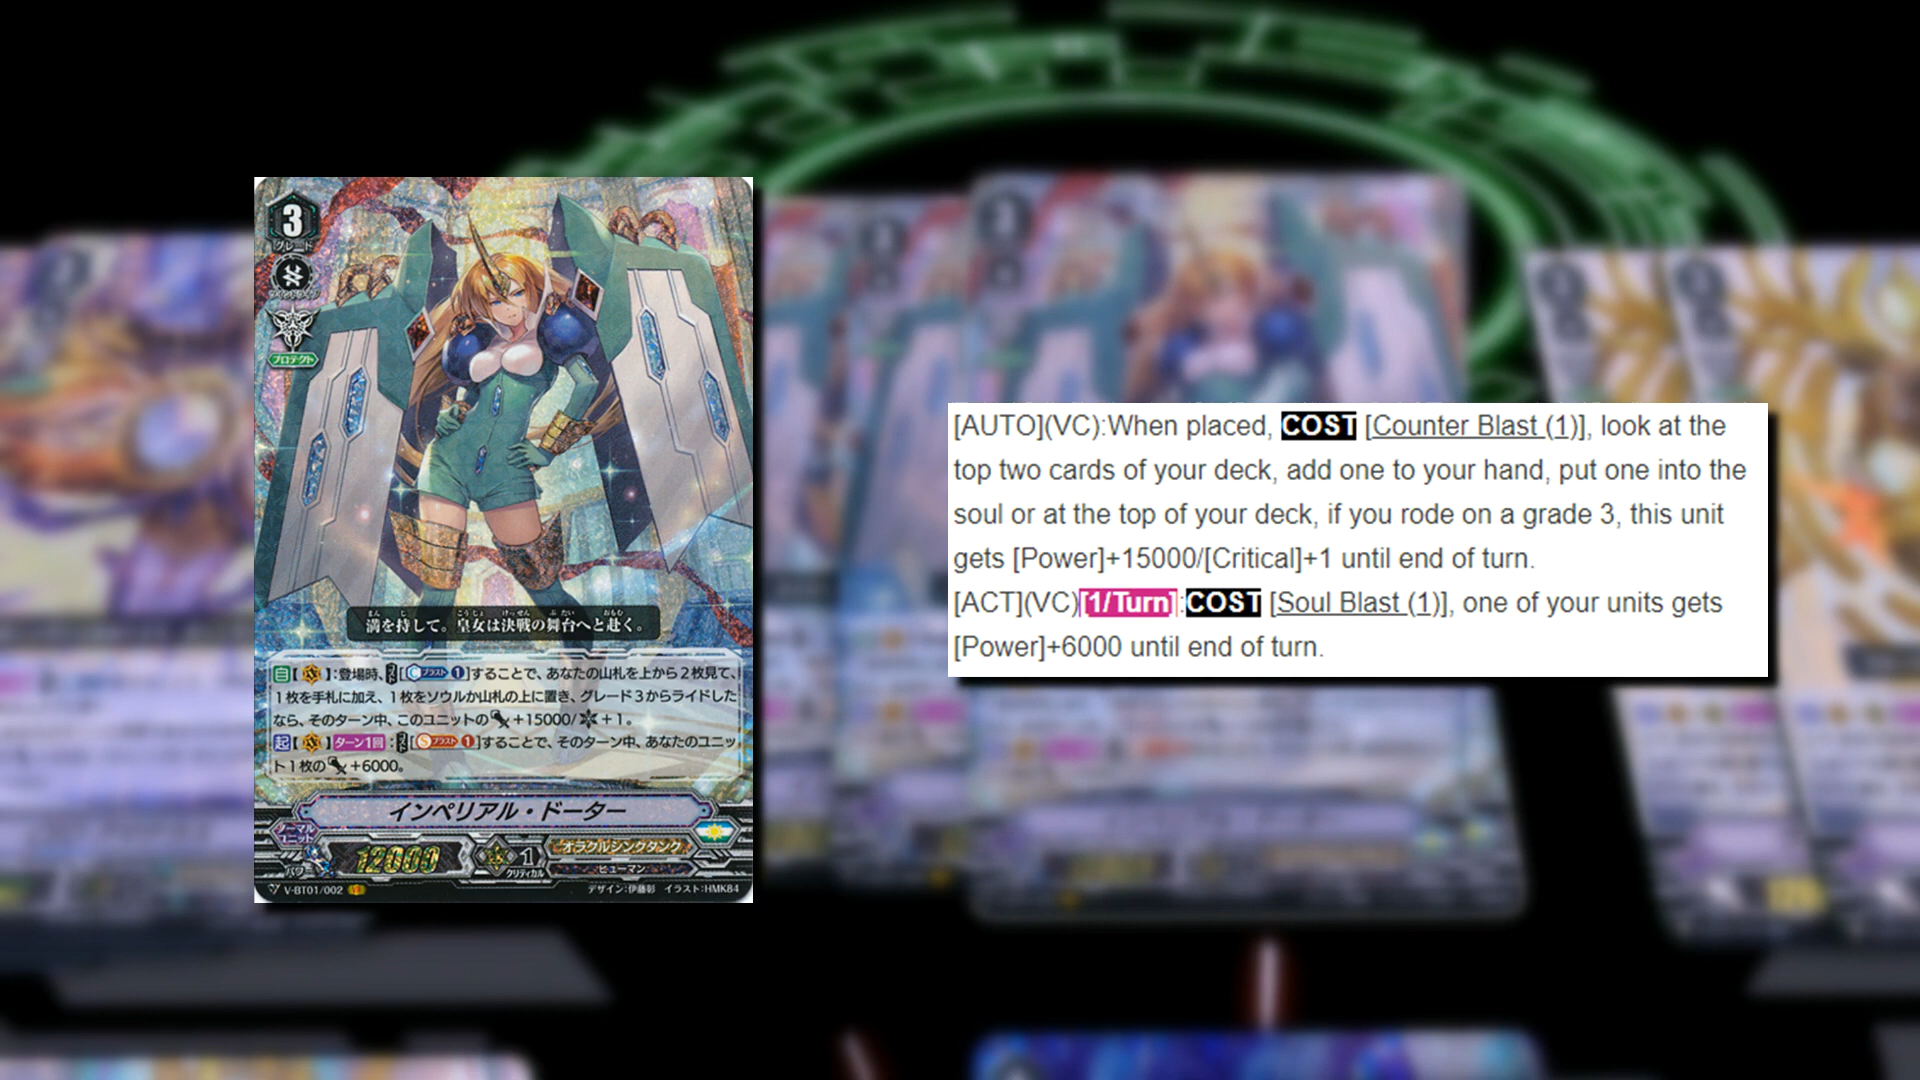 3
グレード
ツインドライブ
プロテクト
満を持して。皇女は決戦の舞台へと赴く。
自【】:登場時、コスト[Cブラスト1]することで、あなたの山札を上から2枚見て、
1枚を手札に加え、1枚をソウルか山札の上に置き、グレード3からライドした
なら、そのターン中、このユニットの+15000/+1。
起【】ターン1回:コスト[Sブラスト1]することで、そのターン中、あなたのユニッ
ト1枚の+6000。
インペリアル・ドーター
ノーマル
ユニット
パワー
12000
1
クリティカル
オラクルシンクタンク
ヒューマン
V-BT01/002
デザイン:伊藤彰 イラスト:HMK84
[AUTO](VC):When placed, COST [Counter Blast (1)], look at the
top two cards of your deck, add one to your hand, put one into the
soul or at the top of your deck, if you rode on a grade 3, this unit
gets [Power]+15000/[Critical]+1 until end of turn.
[ACT](VC)[1/Turn]:COST [Soul Blast (1)], one of your units gets
[Power]+6000 until end of turn.